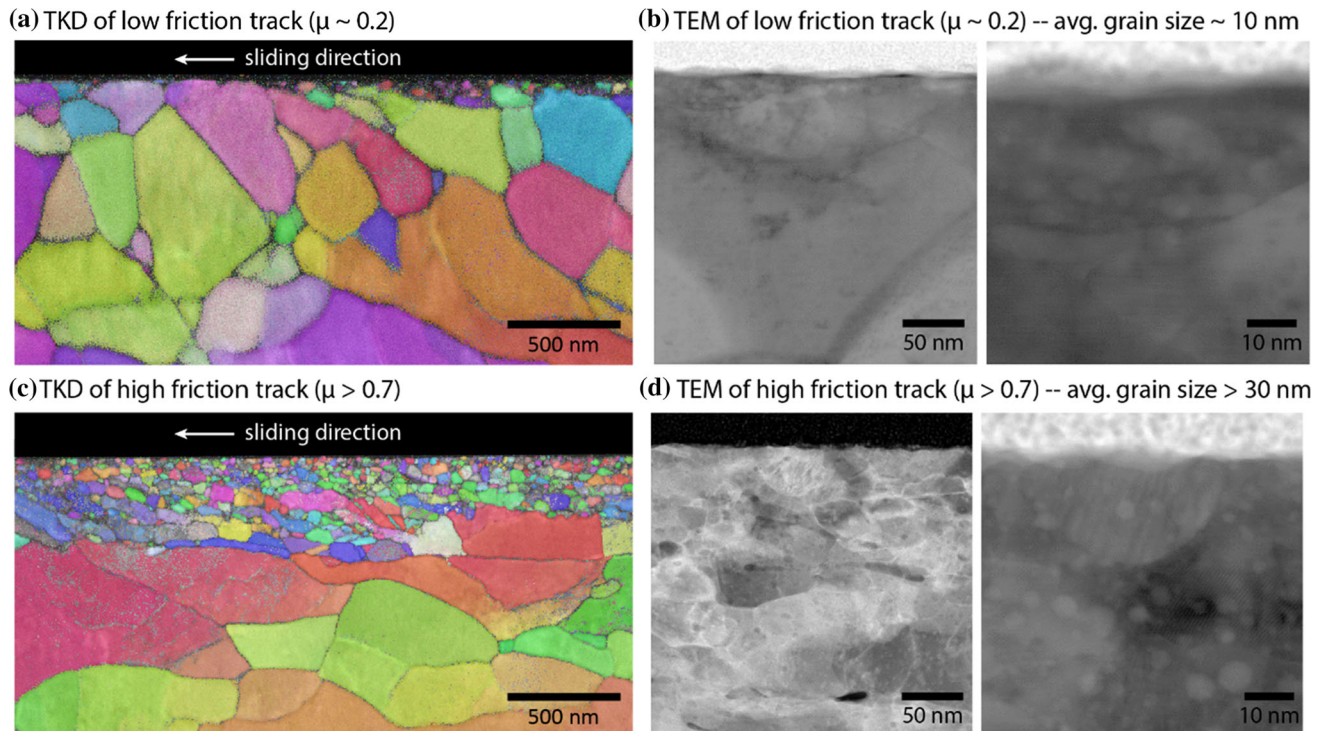 (a) TKD of low friction track (μ ~ 0.2)
(b) TEM of low friction track (μ ~ 0.2) -- avg. grain size ~ 10 nm
sliding direction
500 nm
50 nm
10 nm
(c) TKD of high friction track (μ > 0.7)
(d) TEM of high friction track (μ > 0.7) -- avg. grain size > 30 nm
sliding direction
500 nm
50 nm
10 nm